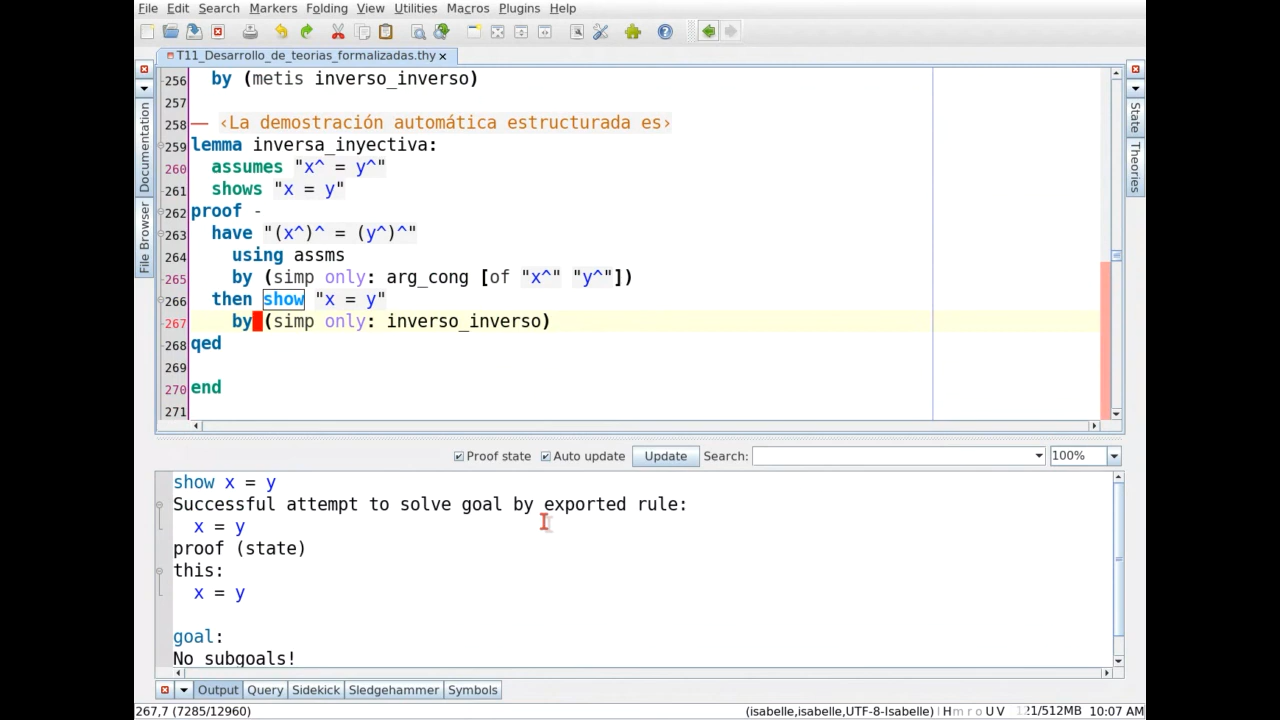 File Edit Search Markers Folding View Utilities Macros Plugins Help
T11_Desarrollo_de_teorias_formalizadas.thy
Documentation
File Browser
State
Theories
256 by (metis inverso_inverso)
257
258 — ‹La demostración automática estructurada es›
259 lemma inversa_inyectiva:
260 assumes "x^ = y^"
261 shows "x = y"
262 proof -
263 have "(x^)^ = (y^)^"
264 using assms
265 by (simp only: arg_cong [of "x^" "y^"])
266 then show "x = y"
267 by (simp only: inverso_inverso)
268 qed
269
270 end
271
Proof state Auto update Update Search: 100%
show x = y
Successful attempt to solve goal by exported rule:
x = y
proof (state)
this:
x = y
goal:
No subgoals!
Output Query Sidekick Sledgehammer Symbols
267,7 (7285/12960) (isabelle,isabelle,UTF-8-Isabelle) H m r o U V 121/512MB 10:07 AM